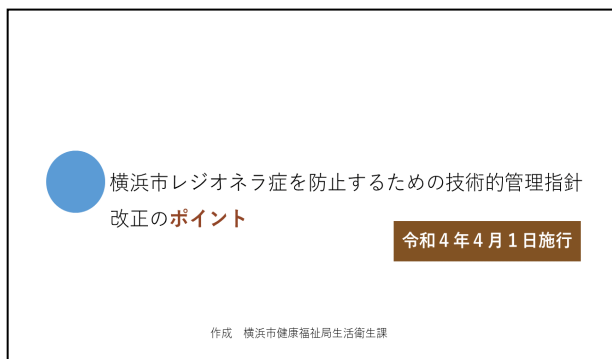 横浜市レジオネラ症を防止するための技術的管理指針
改正のポイント
令和４年４月１日施行
作成　横浜市健康福祉局生活衛生課